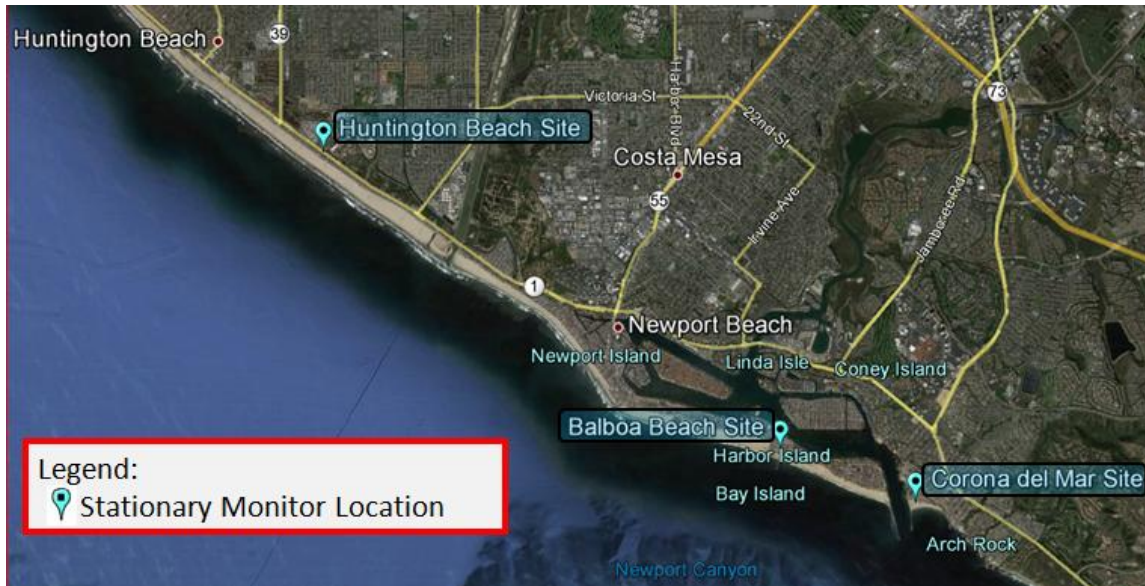 Huntington Beach
39
Huntington Beach Site
Victoria St
Harbor Blvd
73
22nd St
Costa Mesa
55
Irvine Ave
Jamboree Rd
1
Newport Beach
Newport Island
Linda Isle
Coney Island
Balboa Beach Site
Harbor Island
Bay Island
Corona del Mar Site
Arch Rock
Newport Canyon
Legend:
Stationary Monitor Location